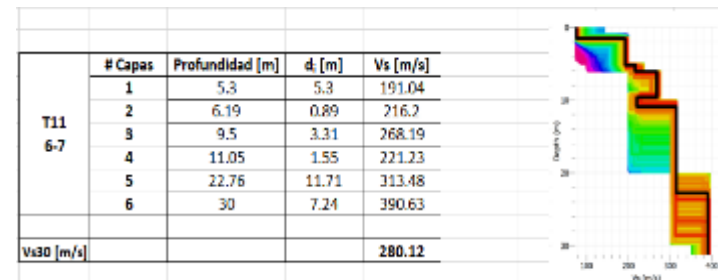 # Capas Profundidad [m] dᵢ [m] Vs [m/s]
T11
6-7
1 5.3 5.3 191.04
2 6.19 0.89 216.2
3 9.5 3.31 268.19
4 11.05 1.55 221.23
5 22.76 11.71 313.48
6 30 7.24 390.63
Vs30 [m/s] 280.12
0
10
20
30
Depth (m)
100 200 300 400
Vs (m/s)